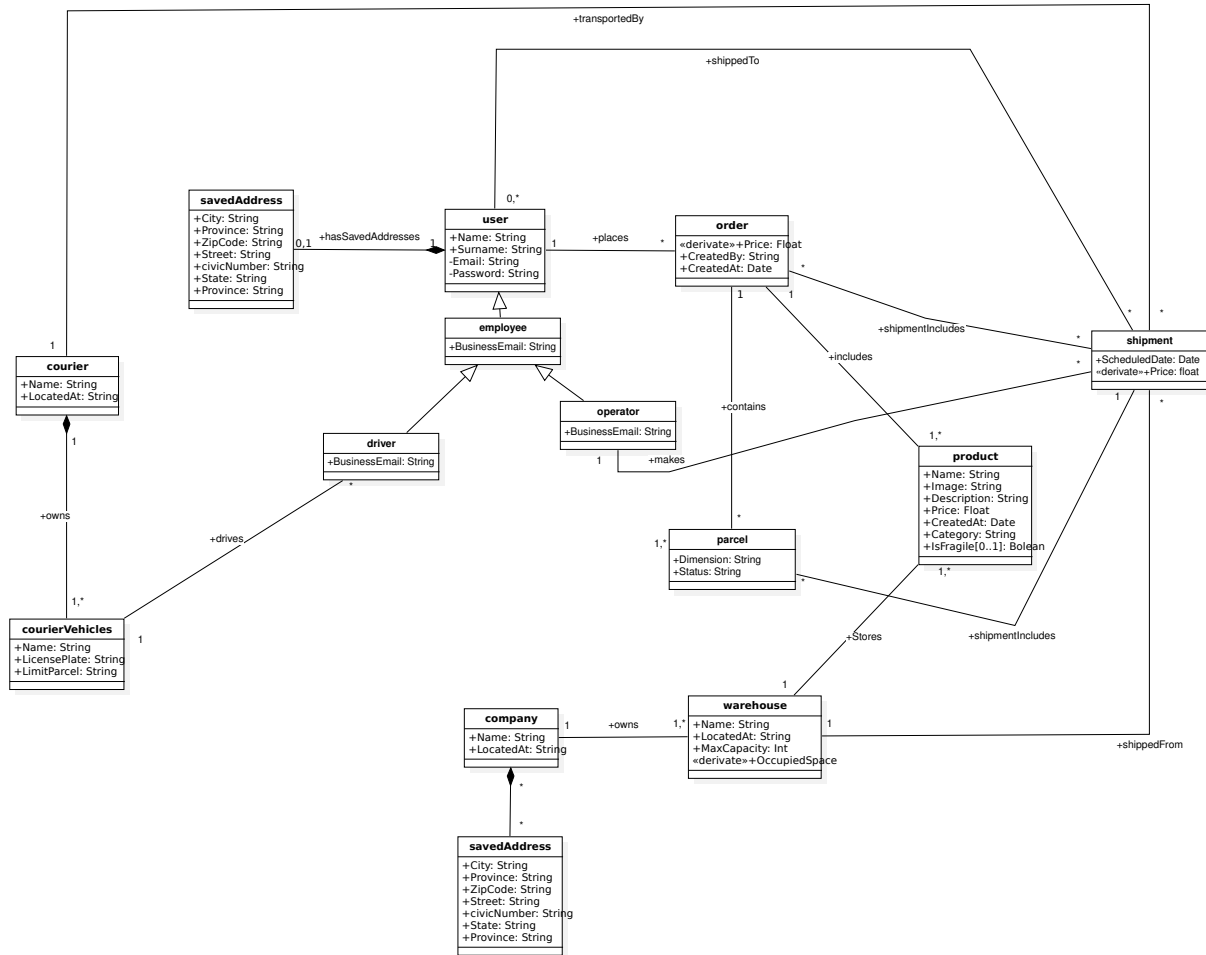 +transportedBy
+shippedTo
0,*
*
*
savedAddress
+City: String
+Province: String
+ZipCode: String
+Street: String
+civicNumber: String
+State: String
+Province: String
0,1
+hasSavedAddresses
1
user
+Name: String
+Surname: String
-Email: String
-Password: String
1
+places
*
order
«derivate»+Price: Float
+CreatedBy: String
+CreatedAt: Date
*
1
1
+shipmentIncludes
*
shipment
+ScheduledDate: Date
«derivate»+Price: float
*
1
*
employee
+BusinessEmail: String
1
courier
+Name: String
+LocatedAt: String
1
+includes
+contains
operator
+BusinessEmail: String
1
+makes
driver
+BusinessEmail: String
*
1,*
product
+Name: String
+Image: String
+Description: String
+Price: Float
+CreatedAt: Date
+Category: String
+IsFragile[0..1]: Bolean
1,*
+owns
+drives
*
1,*
parcel
+Dimension: String
+Status: String
*
1,*
1
courierVehicles
+Name: String
+LicensePlate: String
+LimitParcel: String
+Stores
+shipmentIncludes
1
company
+Name: String
+LocatedAt: String
1
+owns
1,*
warehouse
+Name: String
+LocatedAt: String
+MaxCapacity: Int
«derivate»+OccupiedSpace
1
+shippedFrom
*
*
savedAddress
+City: String
+Province: String
+ZipCode: String
+Street: String
+civicNumber: String
+State: String
+Province: String